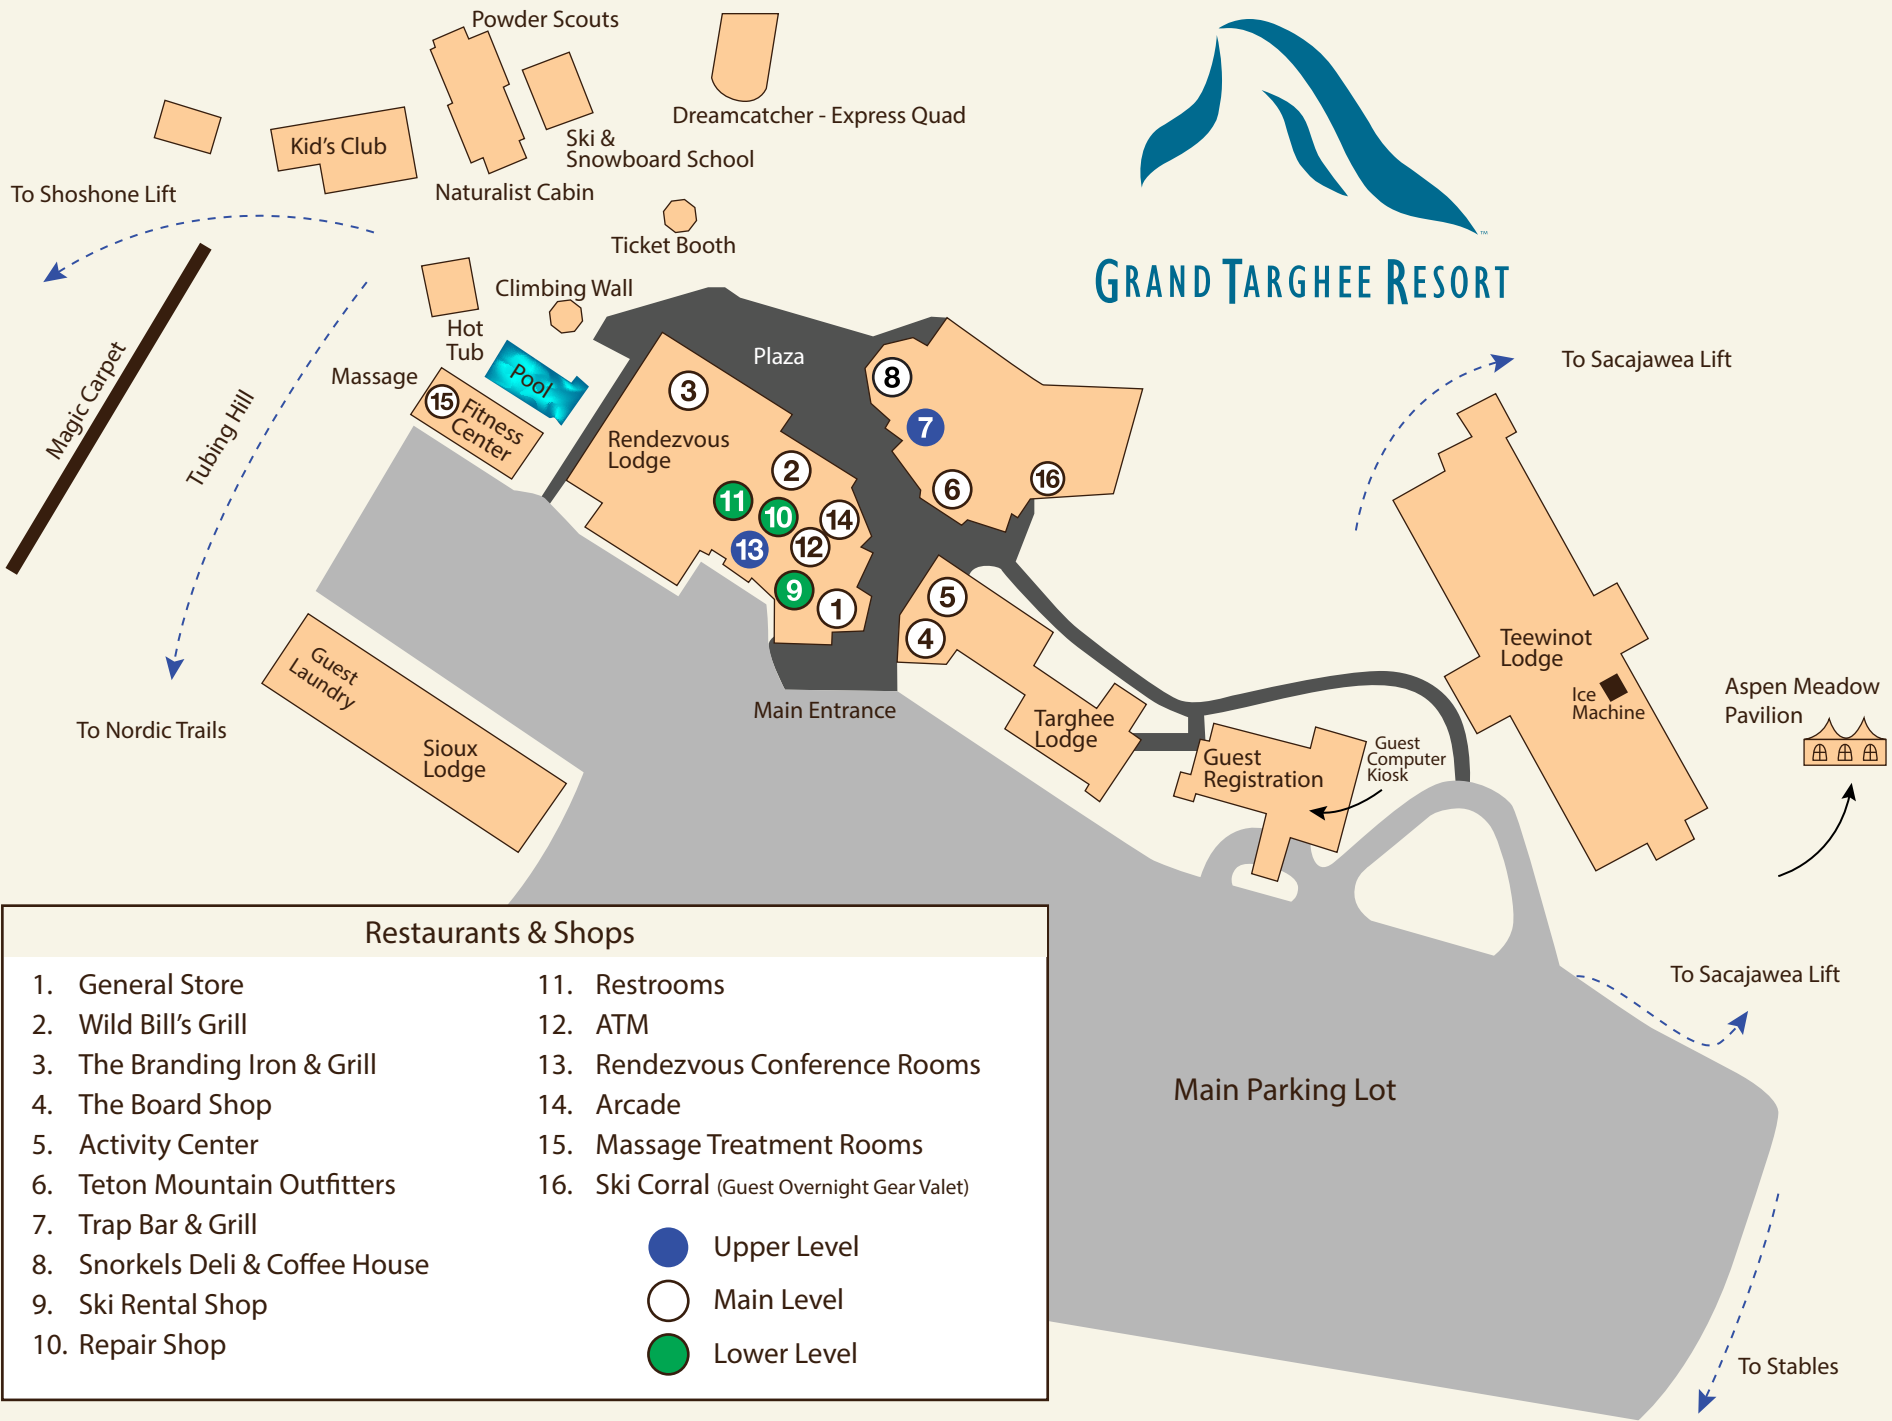 Powder Scouts
Dreamcatcher - Express Quad
Kid's Club
Ski &
Snowboard School
To Shoshone Lift
Naturalist Cabin
Ticket Booth
™
GRAND TARGHEE RESORT
Climbing Wall
Hot
Tub
Plaza
To Sacajawea Lift
Massage
Pool
Magic Carpet
Tubing Hill
15
Fitness
Center
3
8
7
Rendezvous
Lodge
2
6
16
11
10
14
13
12
9
1
5
4
Guest
Laundry
Teewinot
Lodge
Ice
Machine
Aspen Meadow
Pavilion
Main Entrance
To Nordic Trails
Sioux
Lodge
Targhee
Lodge
Guest
Registration
Guest
Computer
Kiosk
To Sacajawea Lift
Main Parking Lot
To Stables
Restaurants & Shops
1. General Store
2. Wild Bill's Grill
3. The Branding Iron & Grill
4. The Board Shop
5. Activity Center
6. Teton Mountain Outfitters
7. Trap Bar & Grill
8. Snorkels Deli & Coffee House
9. Ski Rental Shop
10. Repair Shop
11. Restrooms
12. ATM
13. Rendezvous Conference Rooms
14. Arcade
15. Massage Treatment Rooms
16. Ski Corral (Guest Overnight Gear Valet)
Upper Level
Main Level
Lower Level